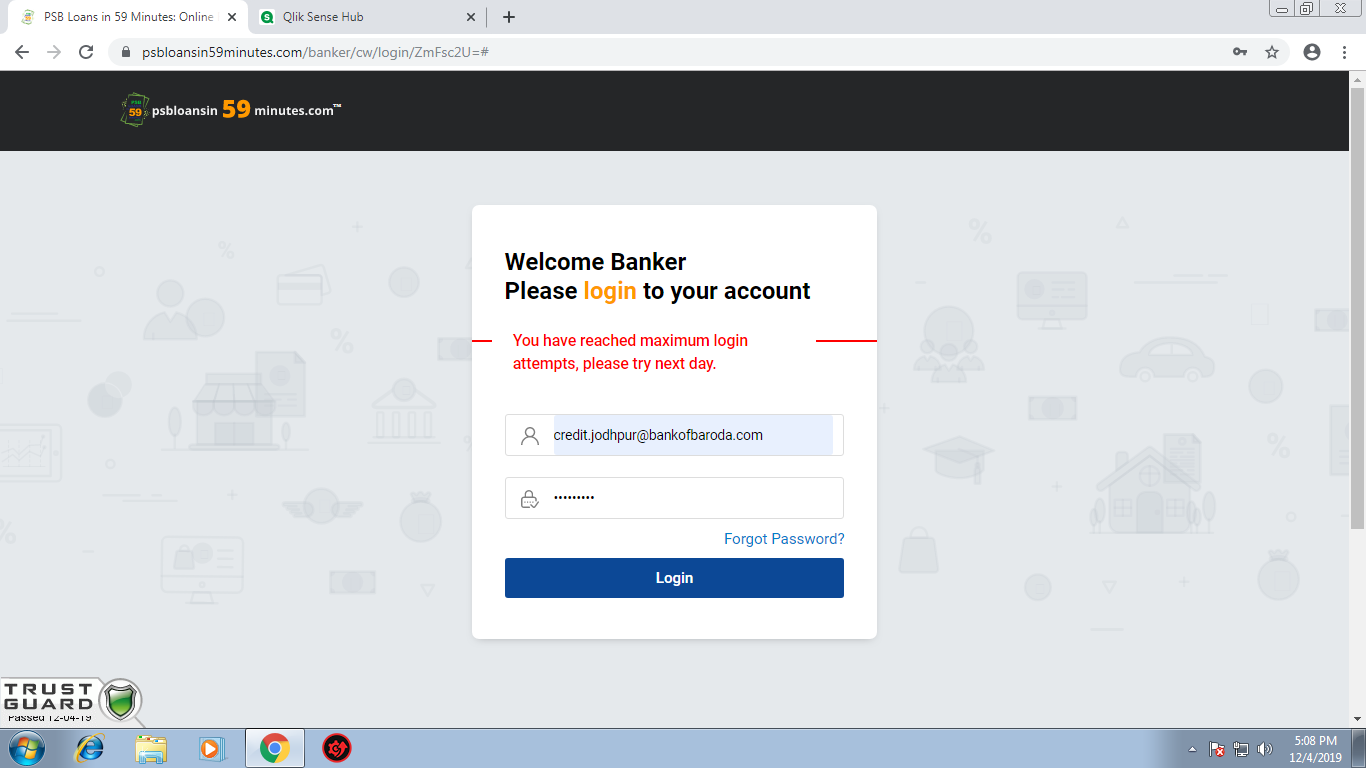 PSB Loans in 59 Minutes: Online
Qlik Sense Hub
psbloansin59minutes.com/banker/cw/login/ZmFsc2U=#
PSB
59
psbloansin 59 minutes.com™
Welcome Banker
Please login to your account
You have reached maximum login
attempts, please try next day.
credit.jodhpur@bankofbaroda.com
Forgot Password?
Login
TRUST
GUARD
Passed 12-04-19
5:08 PM
12/4/2019